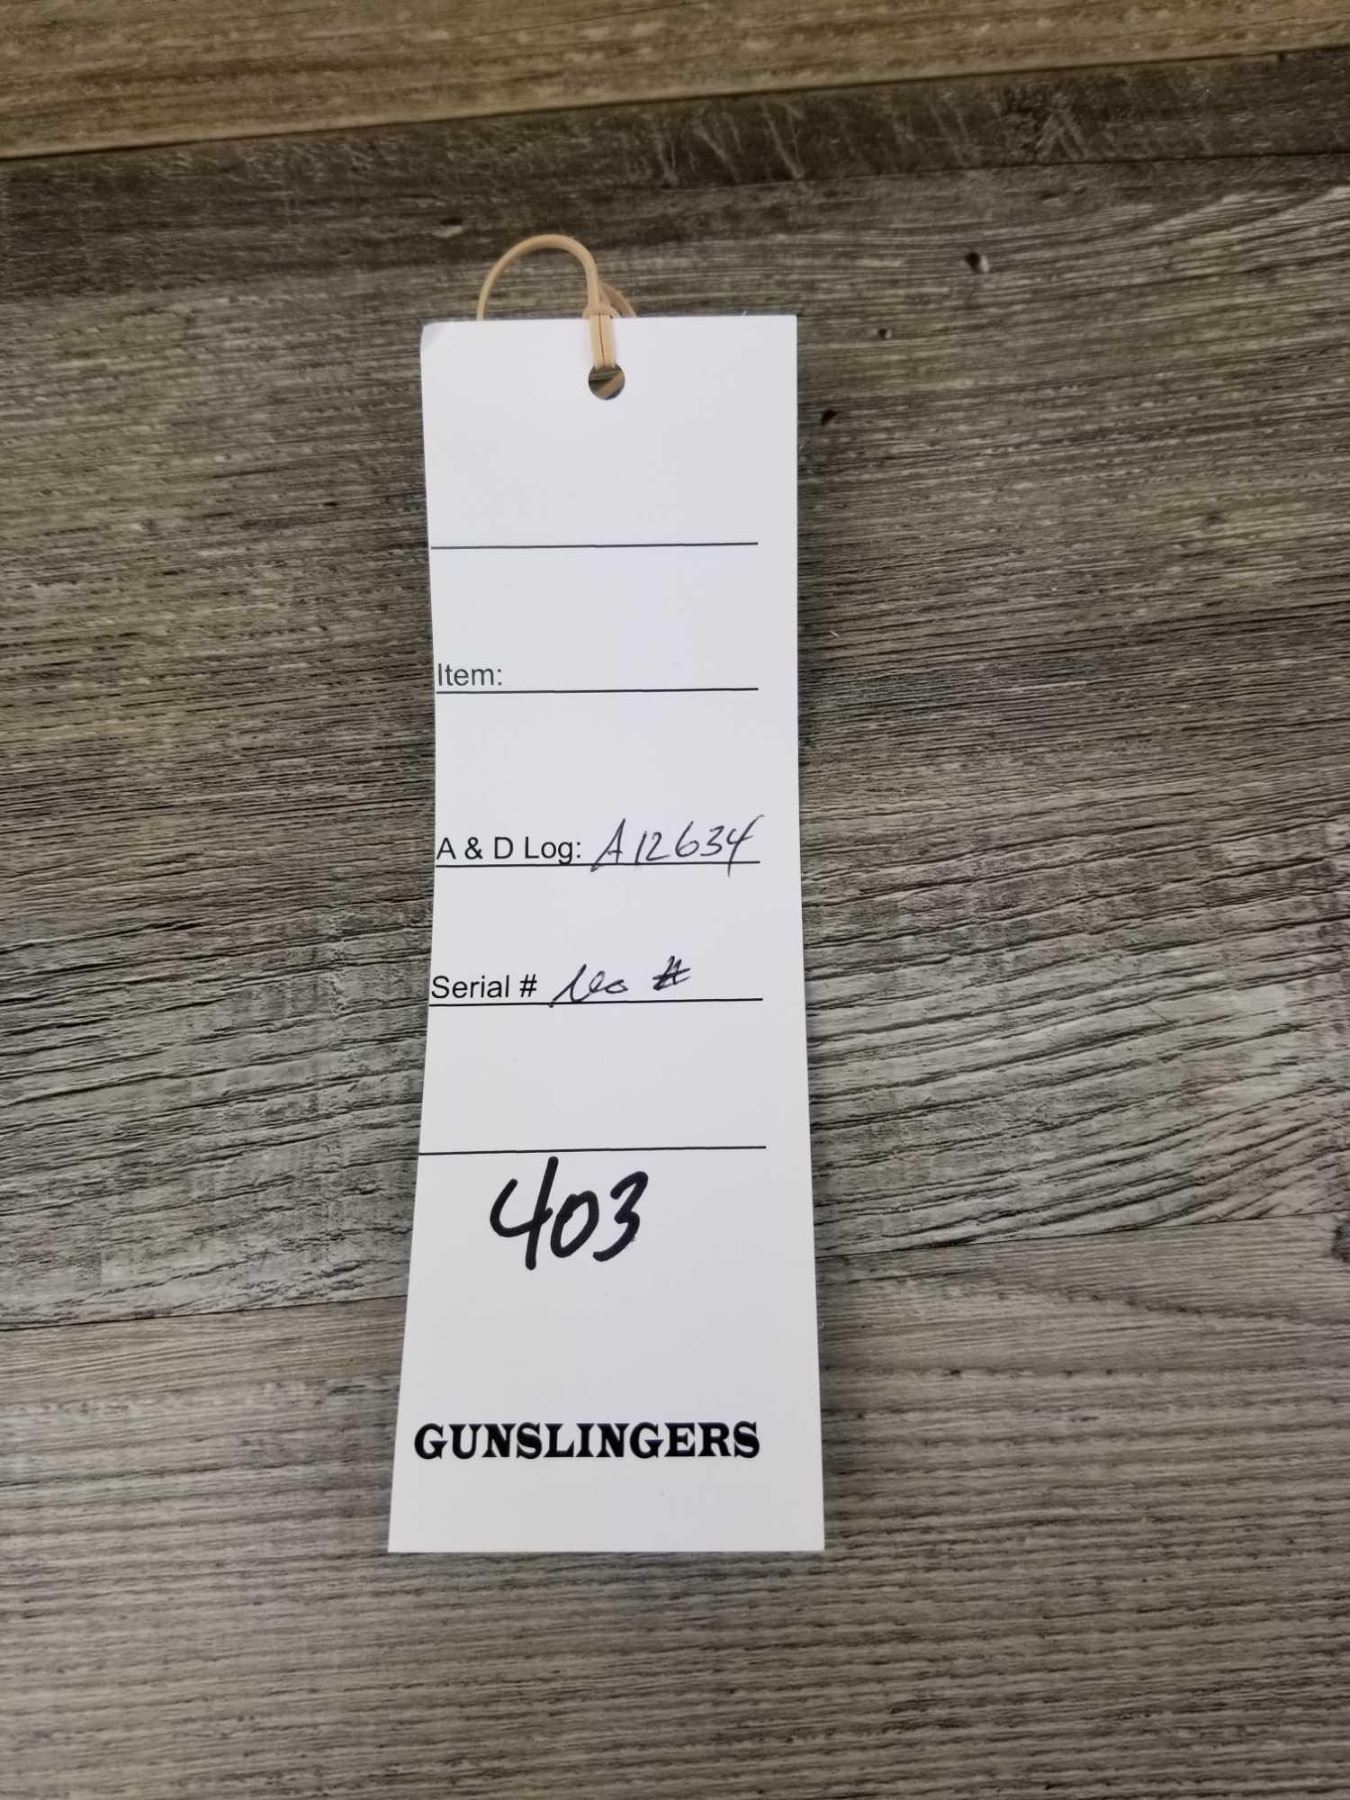 Item:
A & D Log: A12634
Serial # No #
403
GUNSLINGERS